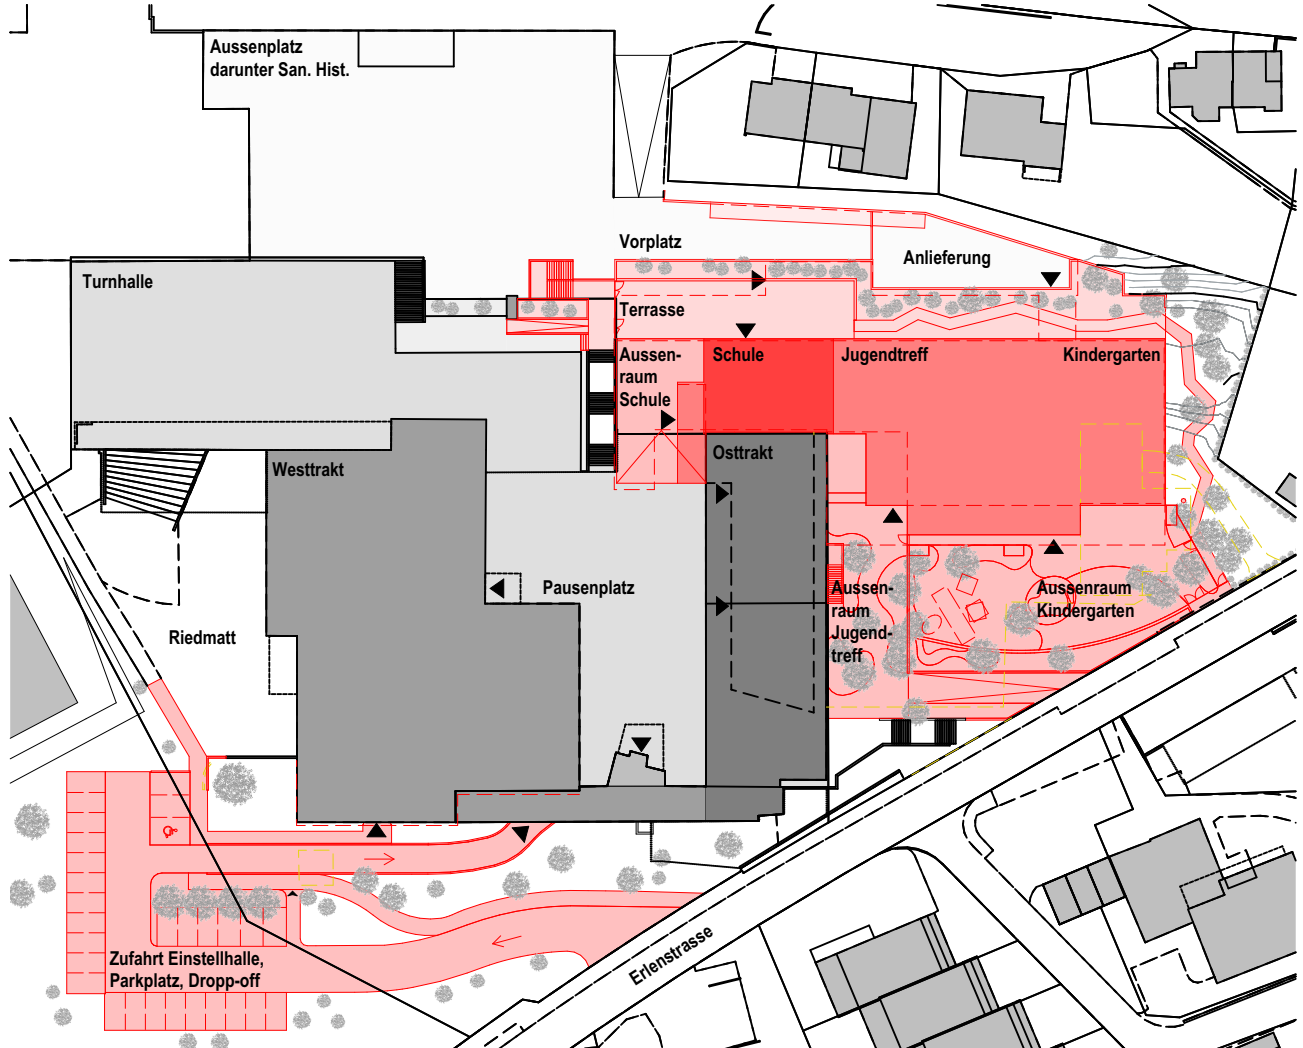 Aussenplatz
darunter San. Hist.
Vorplatz
Anlieferung
Turnhalle
Terrasse
Aussen-
raum
Schule
Schule
Jugendtreff
Kindergarten
Westtrakt
Osttrakt
Pausenplatz
Aussen-
raum
Jugend-
treff
Aussenraum
Kindergarten
Riedmatt
Zufahrt Einstellhalle,
Parkplatz, Dropp-off
Erlenstrasse